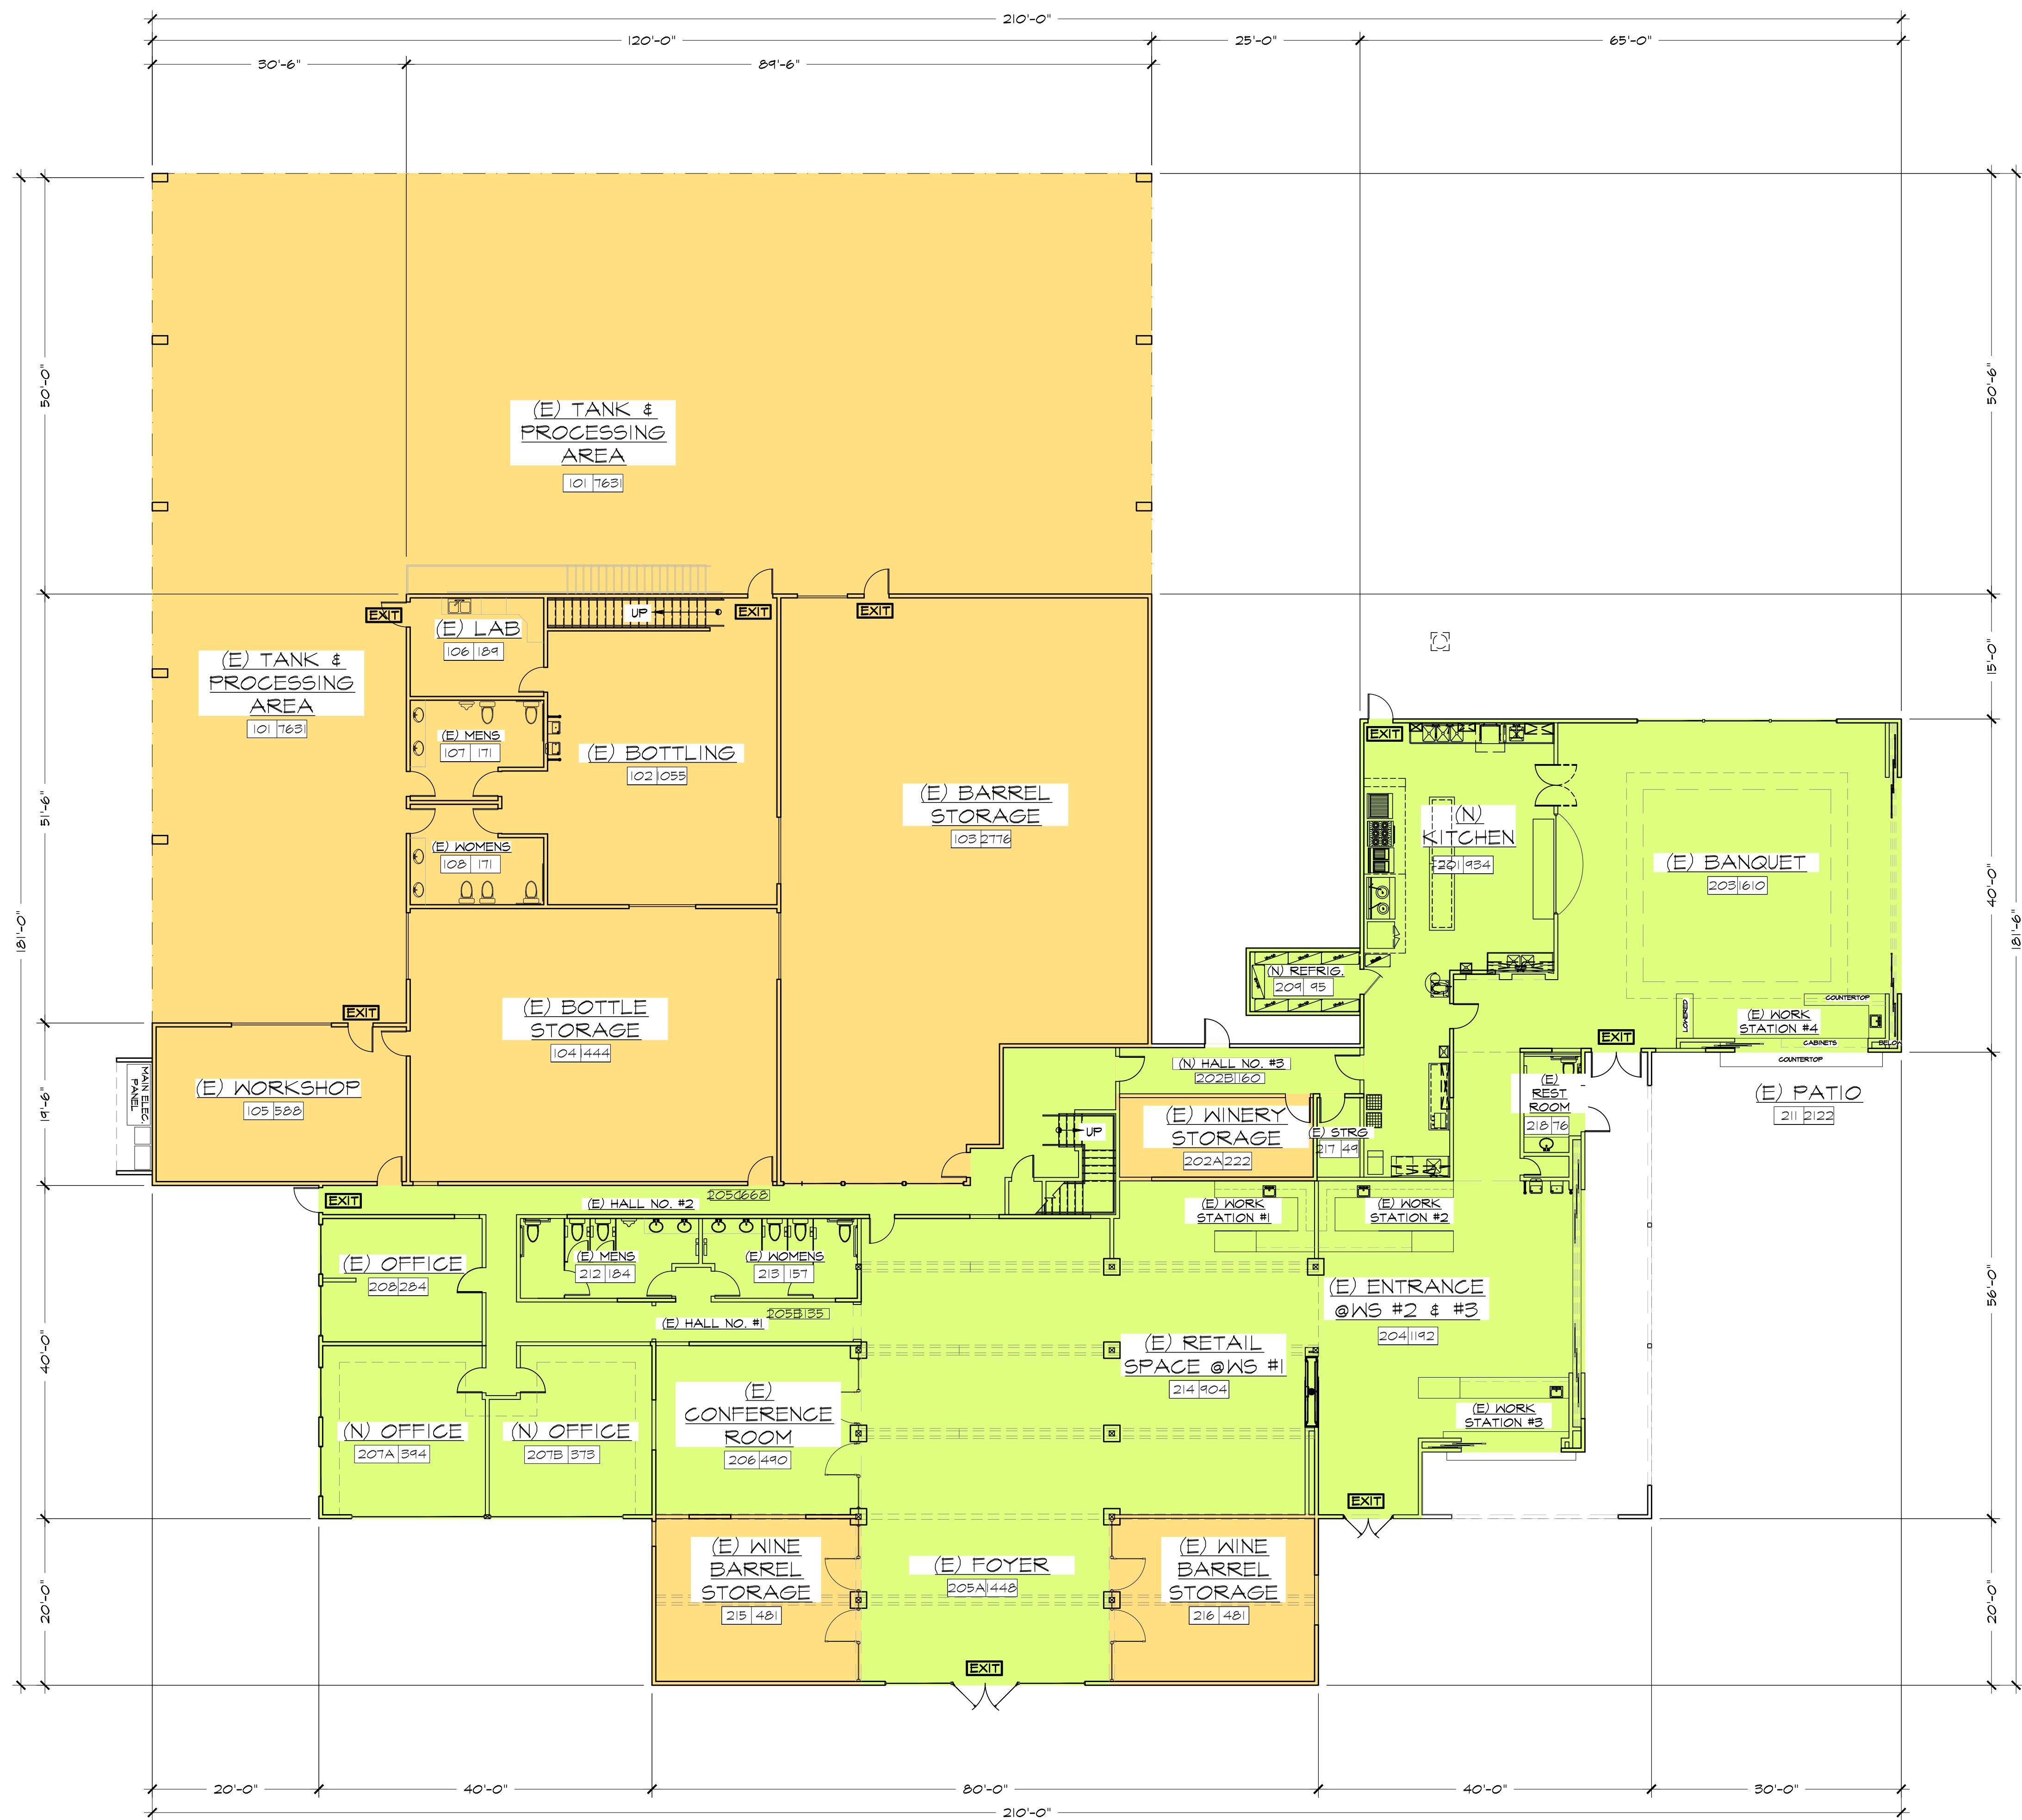 210'-0"
120'-0"
25'-0"
65'-0"
30'-6"
89'-6"
50'-0"
50'-6"
(E) TANK &
PROCESSING
AREA
101 7631
EXIT
UP
EXIT
EXIT
(E) LAB
106 189
15'-0"
(E) TANK &
PROCESSING
AREA
101 7631
(E) MENS
107 171
(E) BOTTLING
102 1055
EXIT
51'-6"
(E) BARREL
STORAGE
103 2776
(N)
KITCHEN
201 934
(E) BANQUET
203 1610
40'-0"
(E) WOMENS
108 171
181'-0"
181'-6"
(N) REFRIG.
209 95
EXIT
(E) BOTTLE
STORAGE
104 444
COUNTERTOP
LOWERED
(E) WORK
STATION #4
CABINETS
BELOW
EXIT
COUNTERTOP
MAIN ELEC.
PANEL
(E) WORKSHOP
105 588
19'-6"
(N) HALL NO. #3
202B 160
(E) WINERY
STORAGE
202A 222
UP
(E) STRG
217 49
(E)
REST
ROOM
218 76
(E) PATIO
211 2122
EXIT
205C 668
(E) HALL NO. #2
(E) WORK
STATION #1
(E) WORK
STATION #2
(E) OFFICE
208 284
(E) MENS
212 184
(E) WOMENS
213 157
205B 135
(E) HALL NO. #1
(E) ENTRANCE
@WS #2 & #3
204 1192
56'-0"
40'-0"
(E) RETAIL
SPACE @WS #1
214 904
(E)
CONFERENCE
ROOM
206 490
(N) OFFICE
207A 394
(N) OFFICE
207B 373
(E) WORK
STATION #3
EXIT
(E) WINE
BARREL
STORAGE
215 481
(E) FOYER
205A 1448
(E) WINE
BARREL
STORAGE
216 481
20'-0"
20'-0"
EXIT
20'-0"
40'-0"
80'-0"
40'-0"
30'-0"
210'-0"